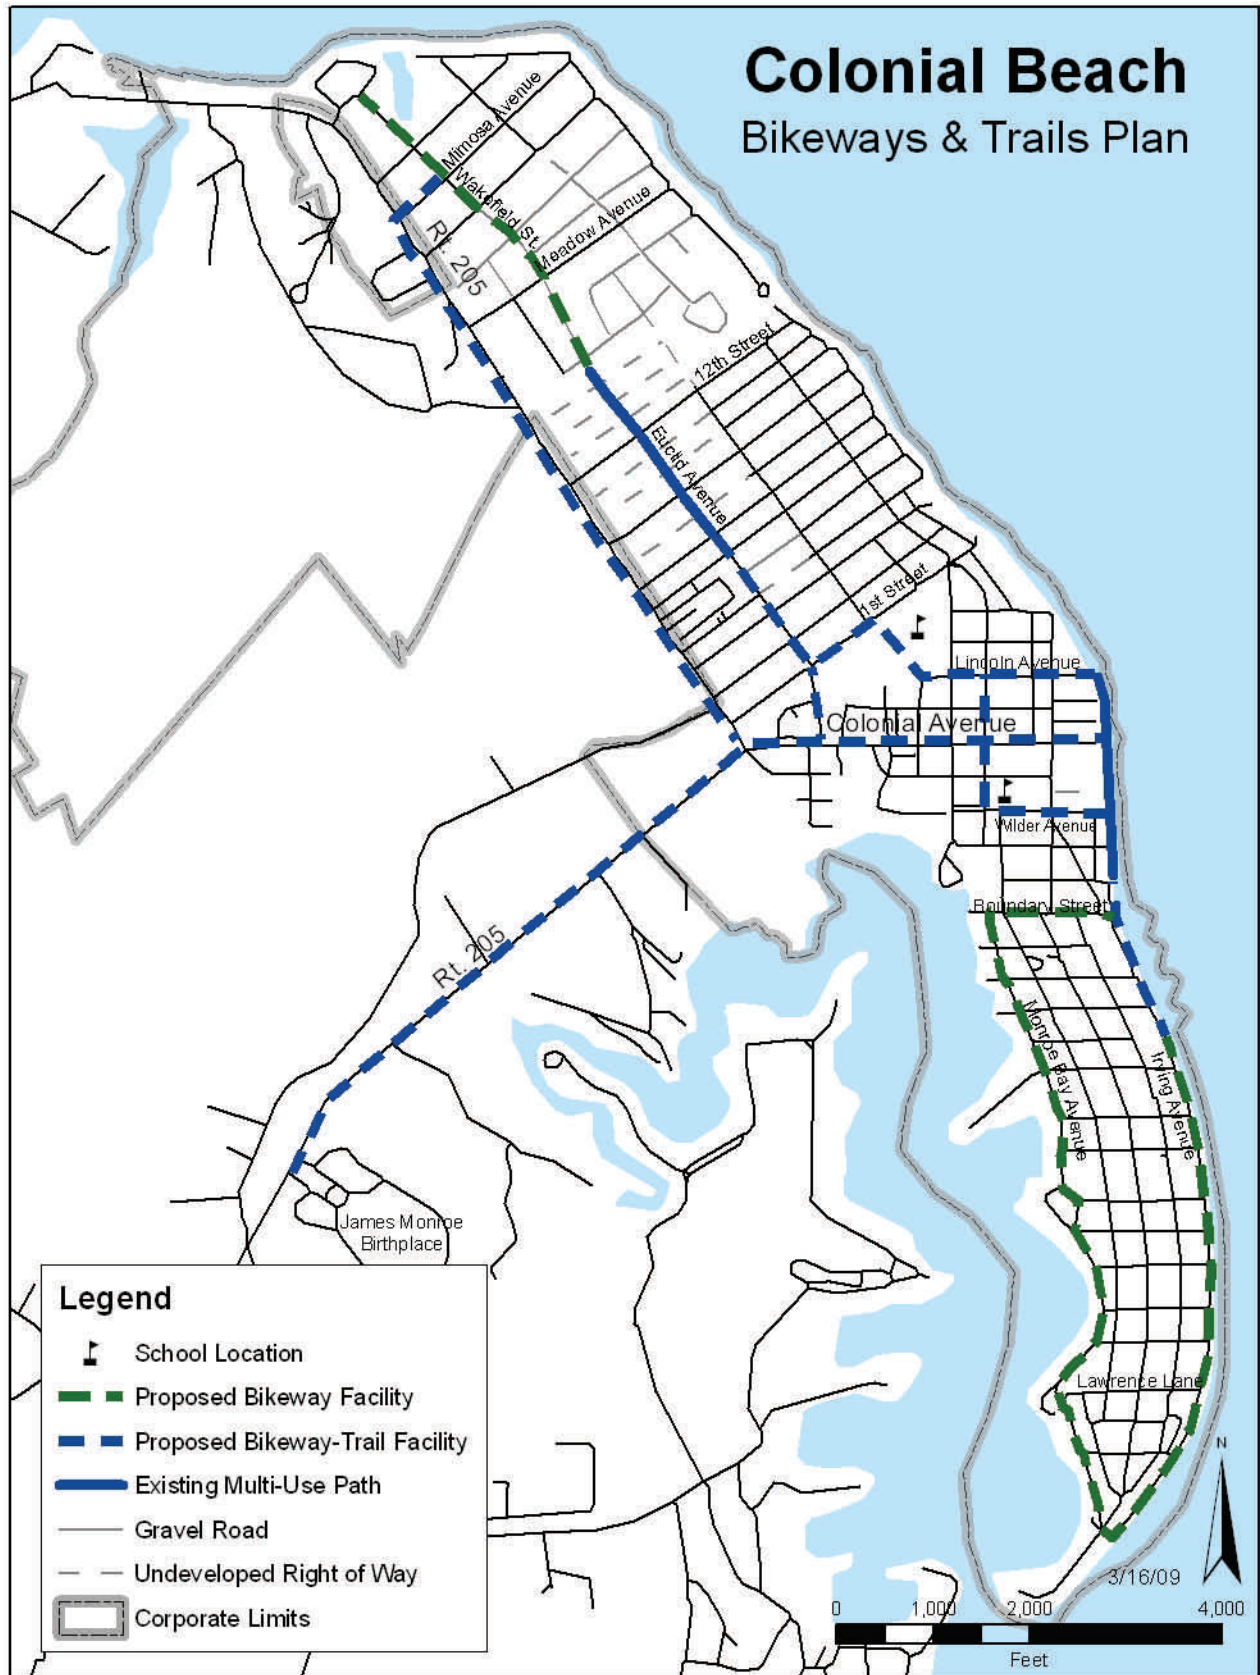 Colonial Beach
Bikeways & Trails Plan
Mimosa Avenue
Wakefield St.
Meadow Avenue
Rt. 205
12th Street
Euclid Avenue
1st Street
Lincoln Avenue
Colonial Avenue
Wilder Avenue
Boundary Street
Rt. 205
Monroe Bay Avenue
Irving Avenue
James Monroe
Birthplace
Lawrence Lane
Legend
School Location
Proposed Bikeway Facility
Proposed Bikeway-Trail Facility
Existing Multi-Use Path
Gravel Road
Undeveloped Right of Way
Corporate Limits
N
3/16/09
0 1,000 2,000 4,000
Feet